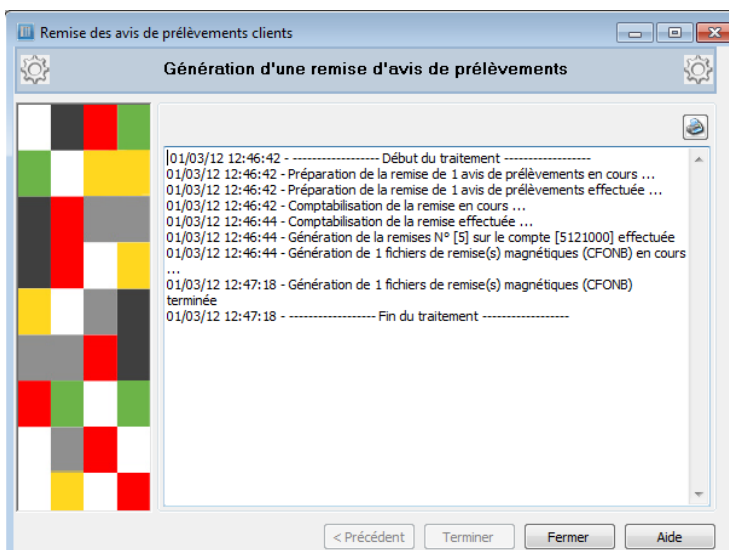 Remise des avis de prélèvements clients
Génération d'une remise d'avis de prélèvements
01/03/12 12:46:42 - ------------------ Début du traitement ------------------
01/03/12 12:46:42 - Préparation de la remise de 1 avis de prélèvements en cours ...
01/03/12 12:46:42 - Préparation de la remise de 1 avis de prélèvements effectuée ...
01/03/12 12:46:42 - Comptabilisation de la remise en cours ...
01/03/12 12:46:44 - Comptabilisation de la remise effectuée ...
01/03/12 12:46:44 - Génération de la remises N° [5] sur le compte [5121000] effectuée
01/03/12 12:46:44 - Génération de 1 fichiers de remise(s) magnétiques (CFONB) en cours
...
01/03/12 12:47:18 - Génération de 1 fichiers de remise(s) magnétiques (CFONB)
terminée
01/03/12 12:47:18 - ------------------ Fin du traitement ------------------
< Précédent Terminer Fermer Aide